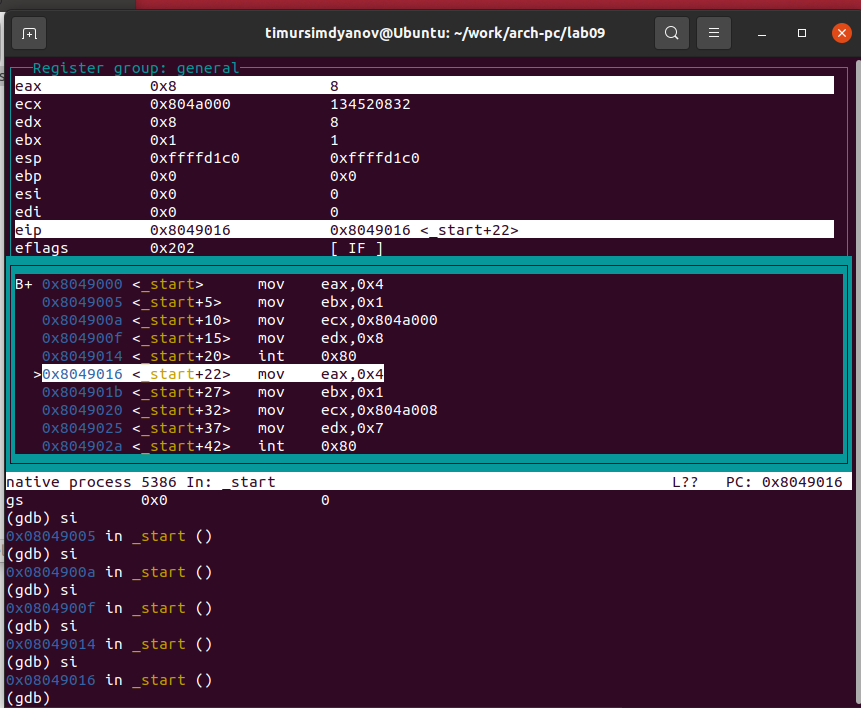 timursimdyanov@Ubuntu: ~/work/arch-pc/lab09
Register group: general
eax 0x8 8
ecx 0x804a000 134520832
edx 0x8 8
ebx 0x1 1
esp 0xffffd1c0 0xffffd1c0
ebp 0x0 0x0
esi 0x0 0
edi 0x0 0
eip 0x8049016 0x8049016 <_start+22>
eflags 0x202 [ IF ]
B+ 0x8049000 <_start> mov eax,0x4
0x8049005 <_start+5> mov ebx,0x1
0x804900a <_start+10> mov ecx,0x804a000
0x804900f <_start+15> mov edx,0x8
0x8049014 <_start+20> int 0x80
>0x8049016 <_start+22> mov eax,0x4
0x804901b <_start+27> mov ebx,0x1
0x8049020 <_start+32> mov ecx,0x804a008
0x8049025 <_start+37> mov edx,0x7
0x804902a <_start+42> int 0x80
native process 5386 In: _start L?? PC: 0x8049016
gs 0x0 0
(gdb) si
0x08049005 in _start ()
(gdb) si
0x0804900a in _start ()
(gdb) si
0x0804900f in _start ()
(gdb) si
0x08049014 in _start ()
(gdb) si
0x08049016 in _start ()
(gdb)